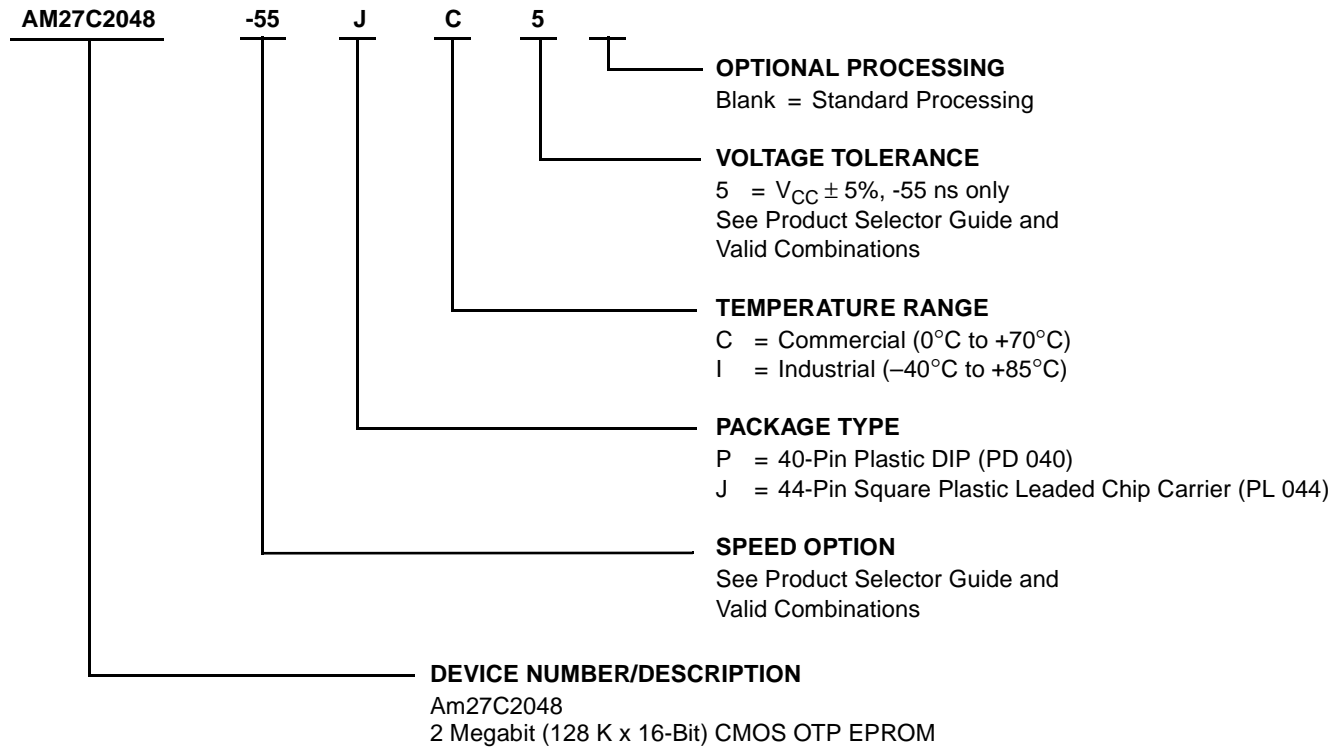 AM27C2048 -55 J C 5
OPTIONAL PROCESSING
Blank = Standard Processing
VOLTAGE TOLERANCE
5 = VCC ± 5%, -55 ns only
See Product Selector Guide and
Valid Combinations
TEMPERATURE RANGE
C = Commercial (0°C to +70°C)
I = Industrial (–40°C to +85°C)
PACKAGE TYPE
P = 40-Pin Plastic DIP (PD 040)
J = 44-Pin Square Plastic Leaded Chip Carrier (PL 044)
SPEED OPTION
See Product Selector Guide and
Valid Combinations
DEVICE NUMBER/DESCRIPTION
Am27C2048
2 Megabit (128 K x 16-Bit) CMOS OTP EPROM